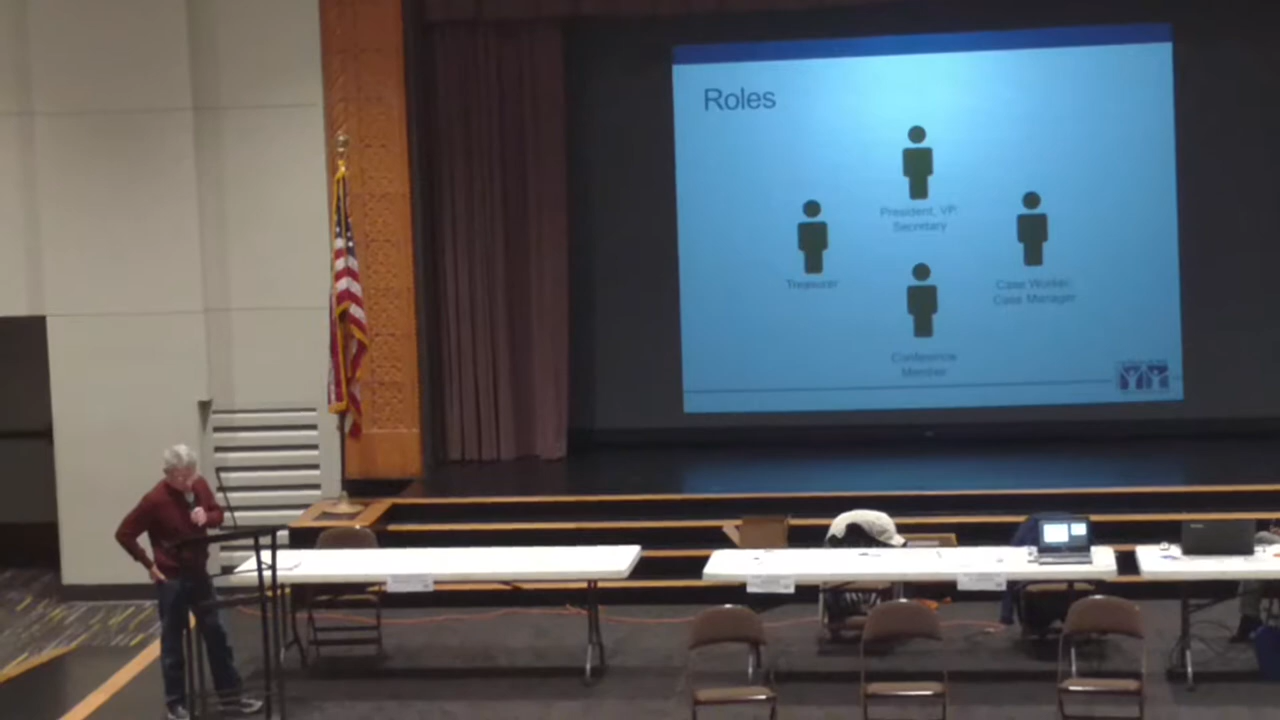 Roles
President, VP,
Secretary
Treasurer
Case Worker,
Case Manager
Conference
Member